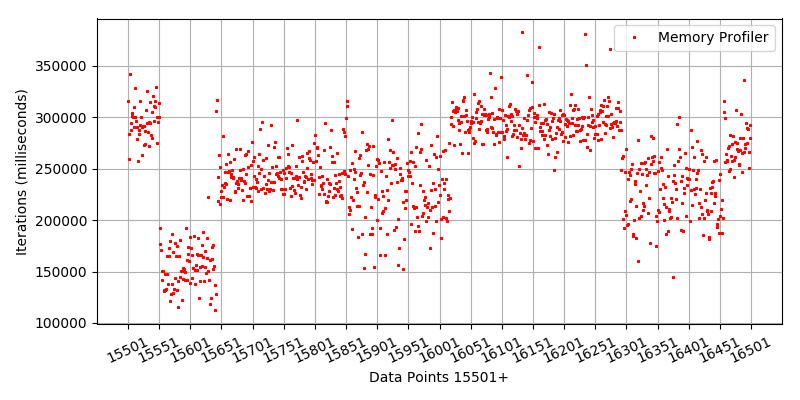 Memory Profiler
Iterations (milliseconds)
350000
300000
250000
200000
150000
100000
15501 15551 15601 15651 15701 15751 15801 15851 15901 15951 16001 16051 16101 16151 16201 16251 16301 16351 16401 16451 16501
Data Points 15501+